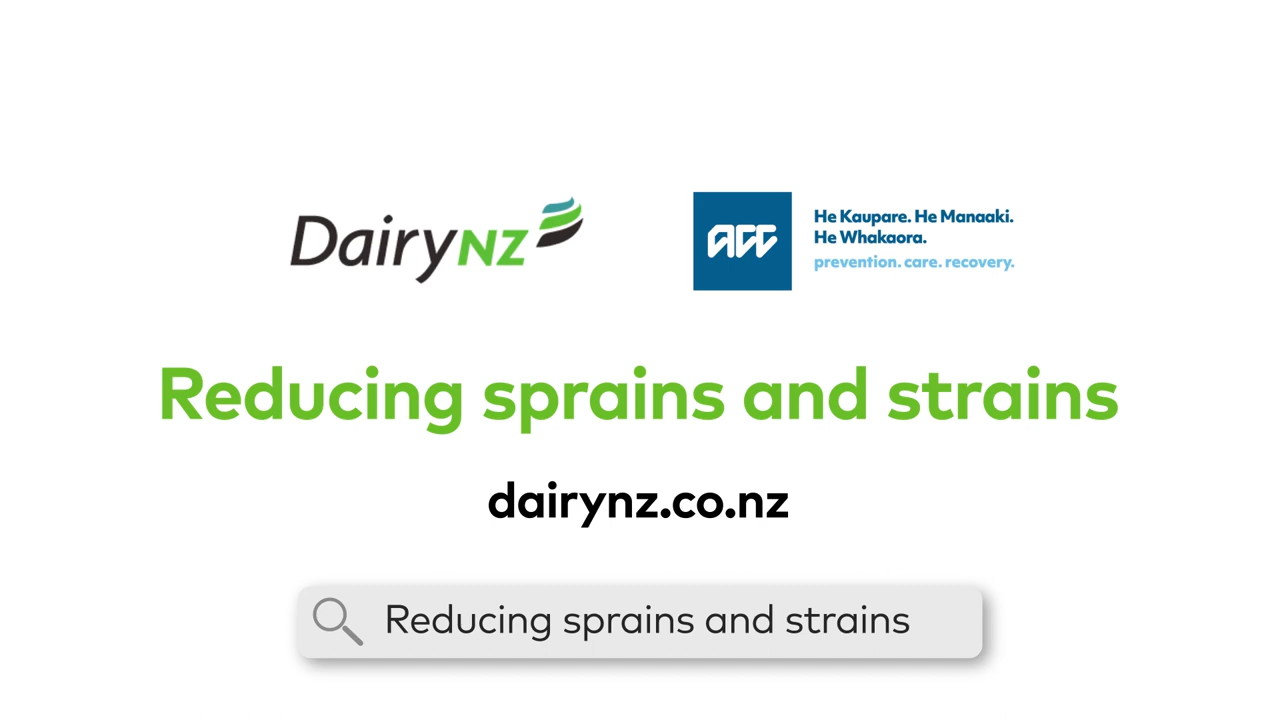 DairyNZ
acc
He Kaupare. He Manaaki.
He Whakaora.
prevention. care. recovery.
Reducing sprains and strains
dairynz.co.nz
Reducing sprains and strains